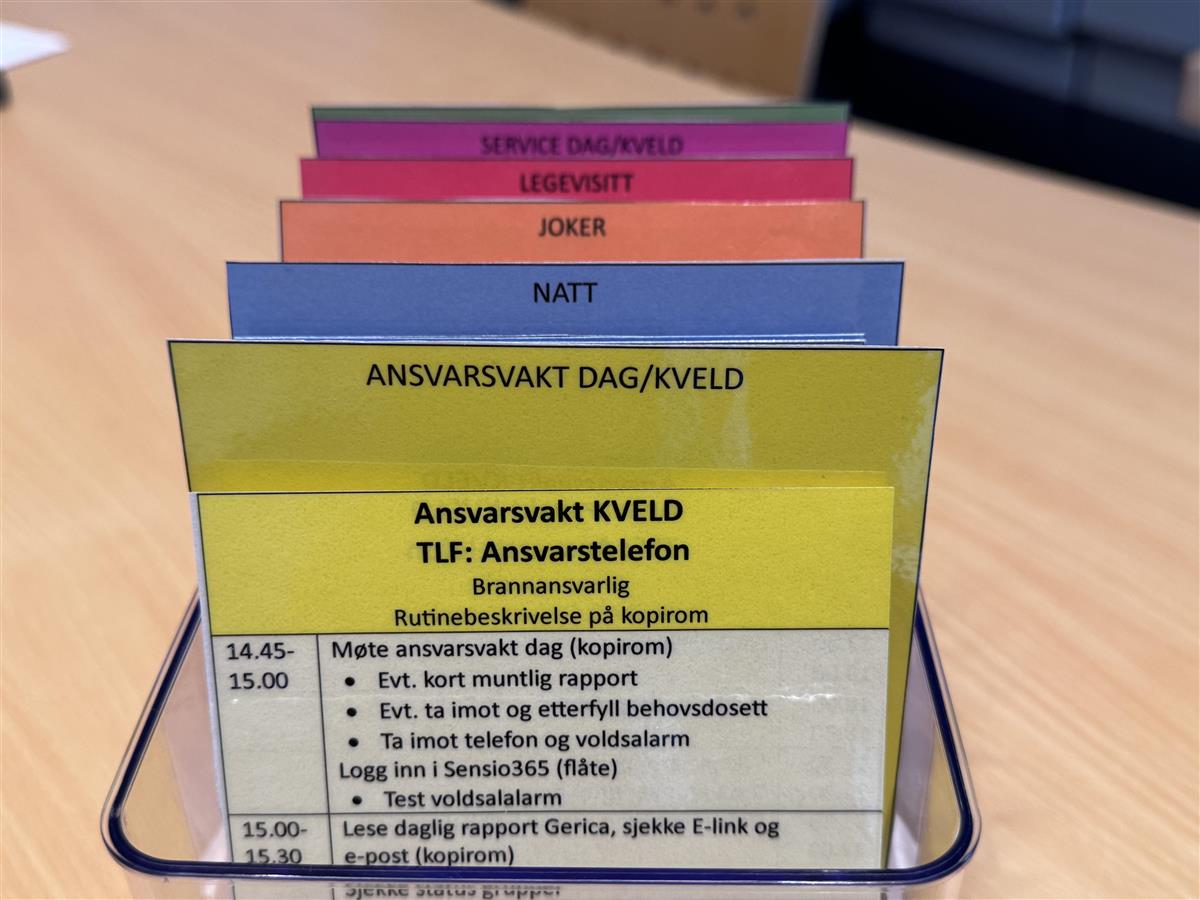 SERVICE DAG/KVELD
LEGEVISITT
JOKER
NATT
ANSVARSVAKT DAG/KVELD
Ansvarsvakt KVELD
TLF: Ansvarstelefon
Brannansvarlig
Rutinebeskrivelse på kopirom
14.45-
15.00
Møte ansvarsvakt dag (kopirom)
• Evt. kort muntlig rapport
• Evt. ta imot og etterfyll behovsdosett
• Ta imot telefon og voldsalarm
Logg inn i Sensio365 (flåte)
• Test voldsalalarm
15.00-
15.30
Lese daglig rapport Gerica, sjekke E-link og
e-post (kopirom)
Sjekke status grupper